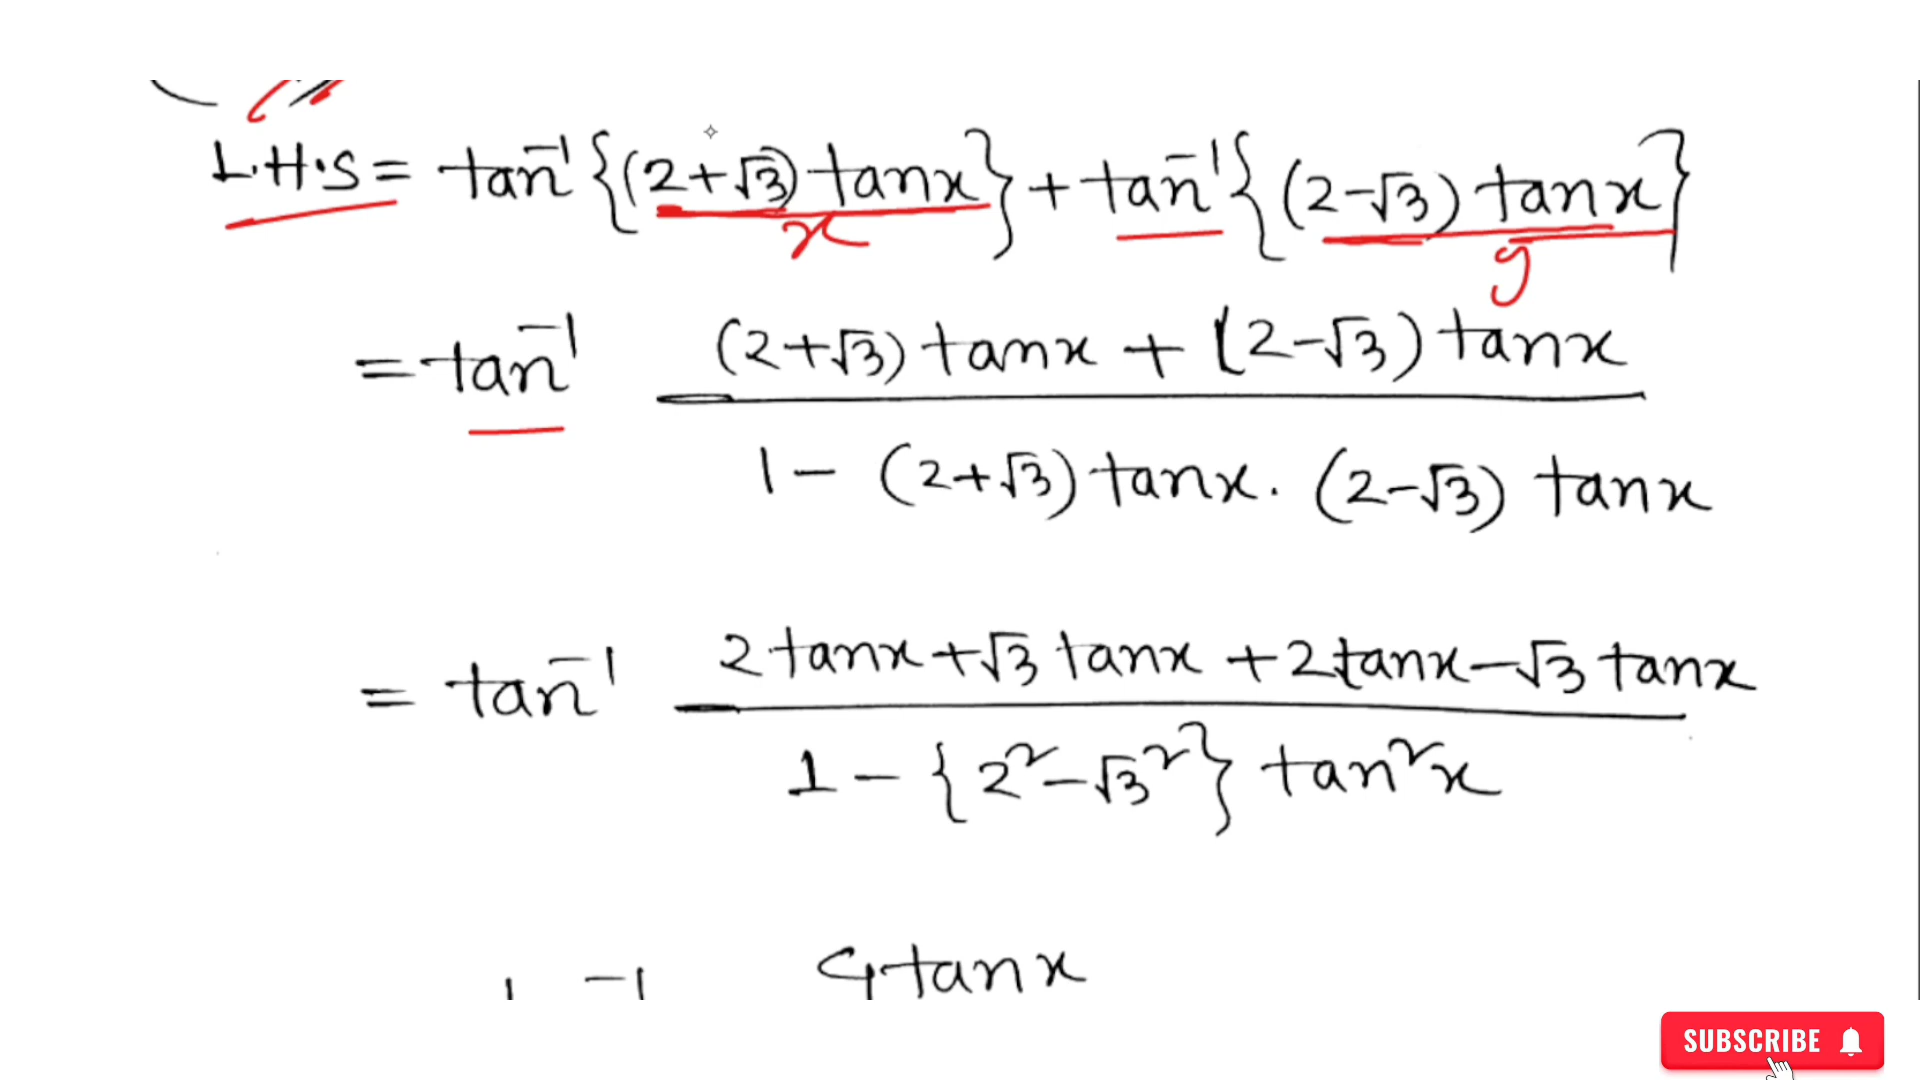 L.H.S = tan⁻¹{(2+√3) tanx} + tan⁻¹{(2-√3) tanx}
x
y
= tan⁻¹ (2+√3) tanx + (2-√3) tanx
1 - (2+√3) tanx. (2-√3) tanx
= tan⁻¹ 2 tanx + √3 tanx + 2 tanx - √3 tanx
1 - {2² - √3²} tan²x
4 tanx
SUBSCRIBE